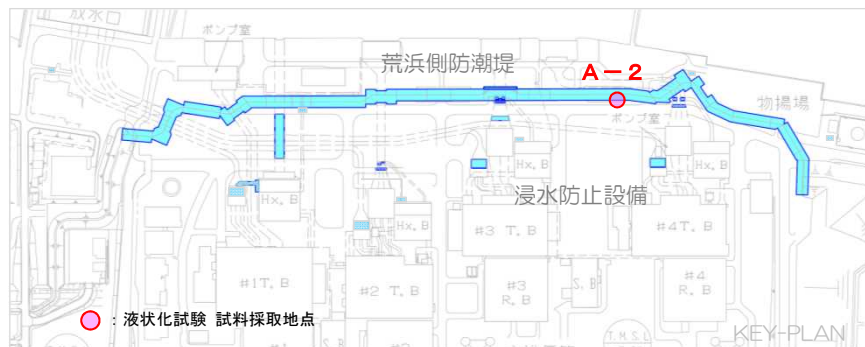 放水口
ポンプ室
荒浜側防潮堤
A-2
物揚場
ポンプ室
Hx. B
Hx. B
浸水防止設備
Hx. B
Hx. B
#3 T. B
#4 T. B
#1 T. B
#2 T. B
#3
R. B
S. B
#4
R. B
: 液状化試験 試料採取地点
T. M. S. L
KEY-PLAN